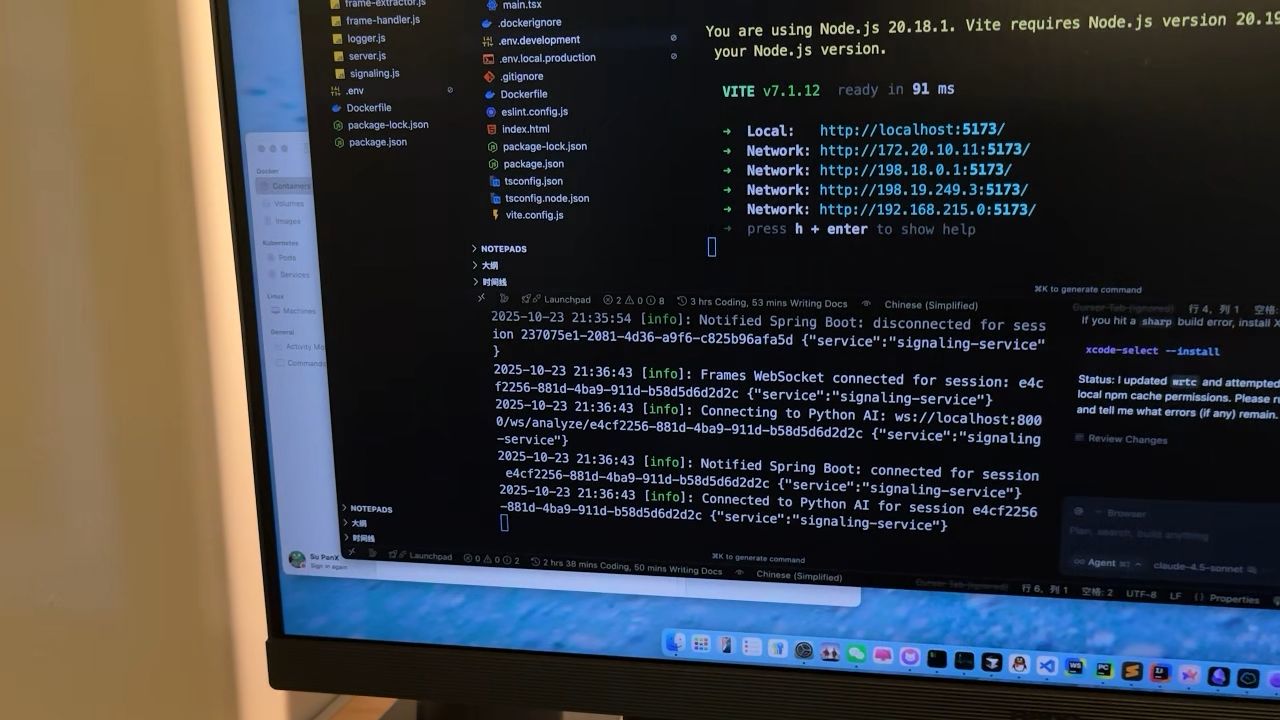 frame-extractor.js
frame-handler.js
logger.js
server.js
signaling.js
.env
Dockerfile
package-lock.json
package.json
main.tsx
.dockerignore
.env.development
.env.local.production
.gitignore
Dockerfile
eslint.config.js
index.html
package-lock.json
package.json
tsconfig.json
tsconfig.node.json
vite.config.js
NOTEPADS
大纲
时间线
You are using Node.js 20.18.1. Vite requires Node.js version 20.19
your Node.js version.
VITE v7.1.12 ready in 91 ms
➜ Local: http://localhost:5173/
➜ Network: http://172.20.10.11:5173/
➜ Network: http://198.18.0.1:5173/
➜ Network: http://198.19.249.3:5173/
➜ Network: http://192.168.215.0:5173/
➜ press h + enter to show help
⌘K to generate command
Launchpad 2 0 8 3 hrs Coding, 53 mins Writing Docs Chinese (Simplified)
Cursor Tab (Ignored) 行 4, 列 1 空格:
2025-10-23 21:35:54 [info]: Notified Spring Boot: disconnected for sess
ion 237075e1-2081-4d36-a9f6-c825b96afa5d {"service":"signaling-service"
}
2025-10-23 21:36:43 [info]: Frames WebSocket connected for session: e4c
f2256-881d-4ba9-911d-b58d5d6d2d2c {"service":"signaling-service"}
2025-10-23 21:36:43 [info]: Connecting to Python AI: ws://localhost:800
0/ws/analyze/e4cf2256-881d-4ba9-911d-b58d5d6d2d2c {"service":"signaling
-service"}
2025-10-23 21:36:43 [info]: Notified Spring Boot: connected for session
e4cf2256-881d-4ba9-911d-b58d5d6d2d2c {"service":"signaling-service"}
2025-10-23 21:36:43 [info]: Connected to Python AI for session e4cf2256
-881d-4ba9-911d-b58d5d6d2d2c {"service":"signaling-service"}
If you hit a sharp build error, install X
xcode-select --install
Status: I updated wrtc and attempted
local npm cache permissions. Please ru
and tell me what errors (if any) remain.
Review Changes
Browser
Plan, search, build anything
Agent claude-4.5-sonnet
NOTEPADS
大纲
时间线
⌘K to generate command
Launchpad 0 0 2 2 hrs 38 mins Coding, 50 mins Writing Docs Chinese (Simplified)
Cursor Tab (Ignored) 行 6, 列 1 空格: 2 UTF-8 LF {} Properties
Docker
Containers
Volumes
Images
Kubernetes
Pods
Services
Linux
Machines
General
Activity Mo
Command
Su PanX
Sign in again